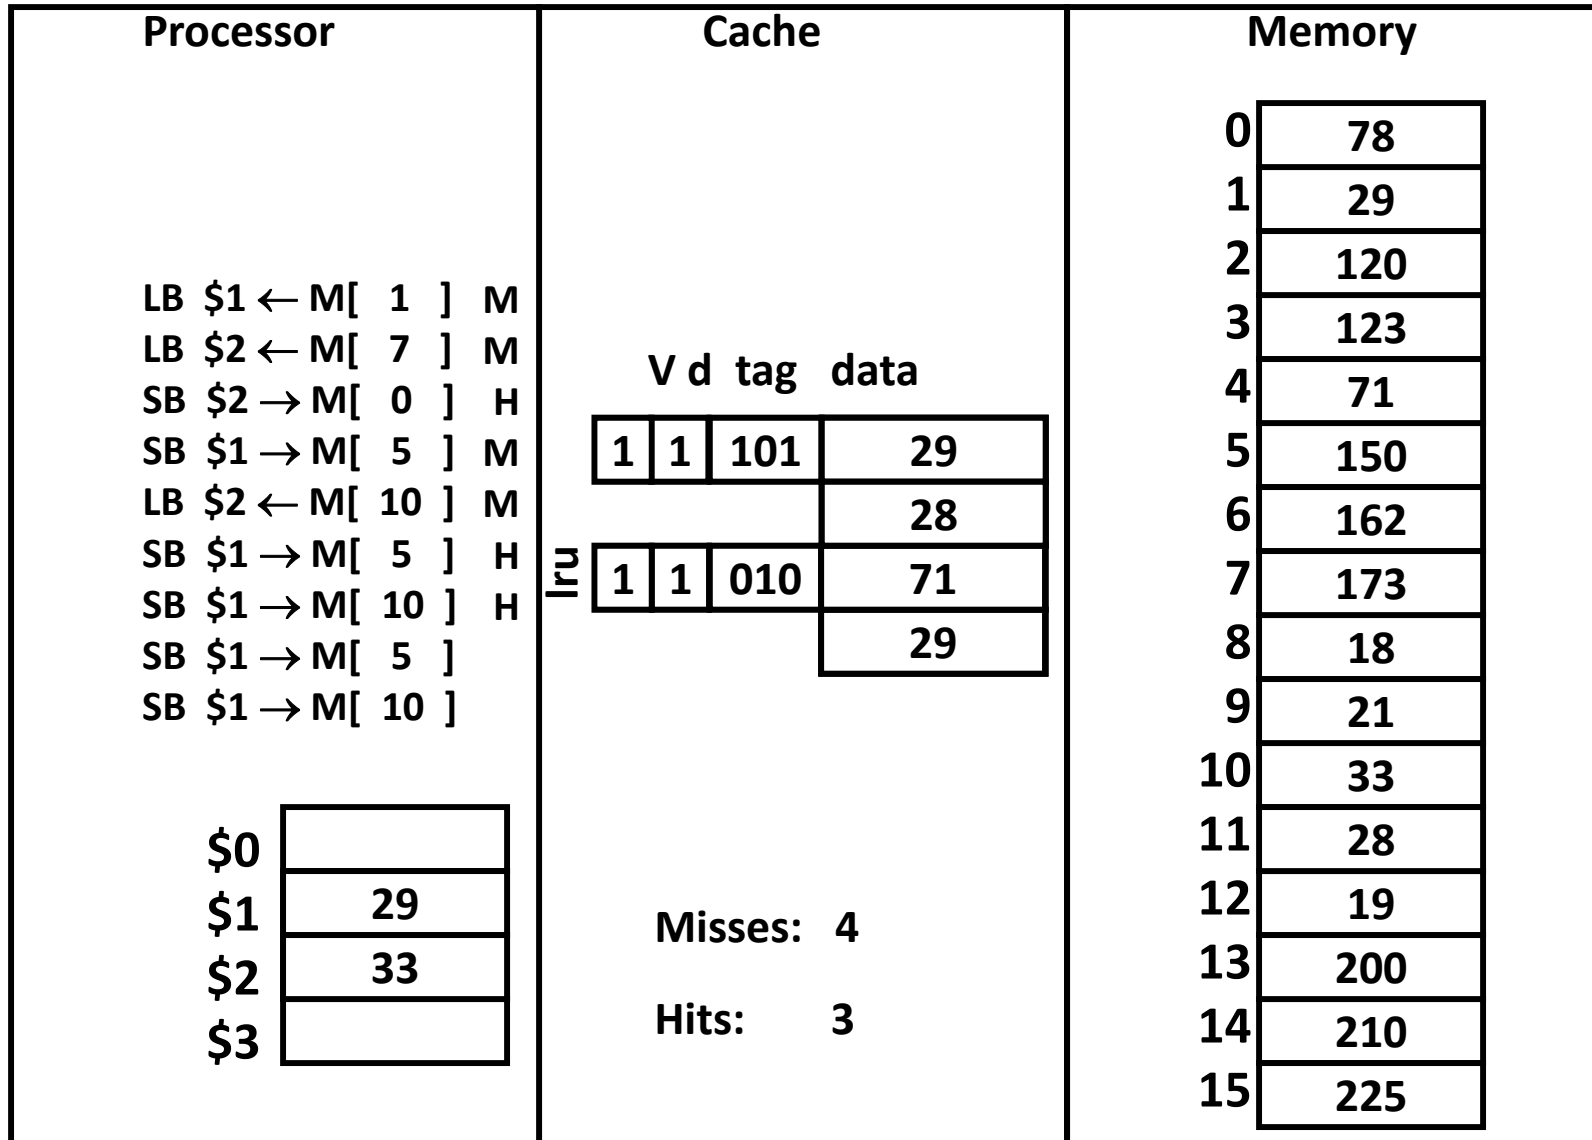 Processor
LB $1 ← M[ 1 ] M
LB $2 ← M[ 7 ] M
SB $2 → M[ 0 ] H
SB $1 → M[ 5 ] M
LB $2 ← M[ 10 ] M
SB $1 → M[ 5 ] H
SB $1 → M[ 10 ] H
SB $1 → M[ 5 ]
SB $1 → M[ 10 ]
$0
$1 29
$2 33
$3
Cache
V d tag data
1 1 101 29
28
lru 1 1 010 71
29
Misses: 4
Hits: 3
Memory
0 78
1 29
2 120
3 123
4 71
5 150
6 162
7 173
8 18
9 21
10 33
11 28
12 19
13 200
14 210
15 225